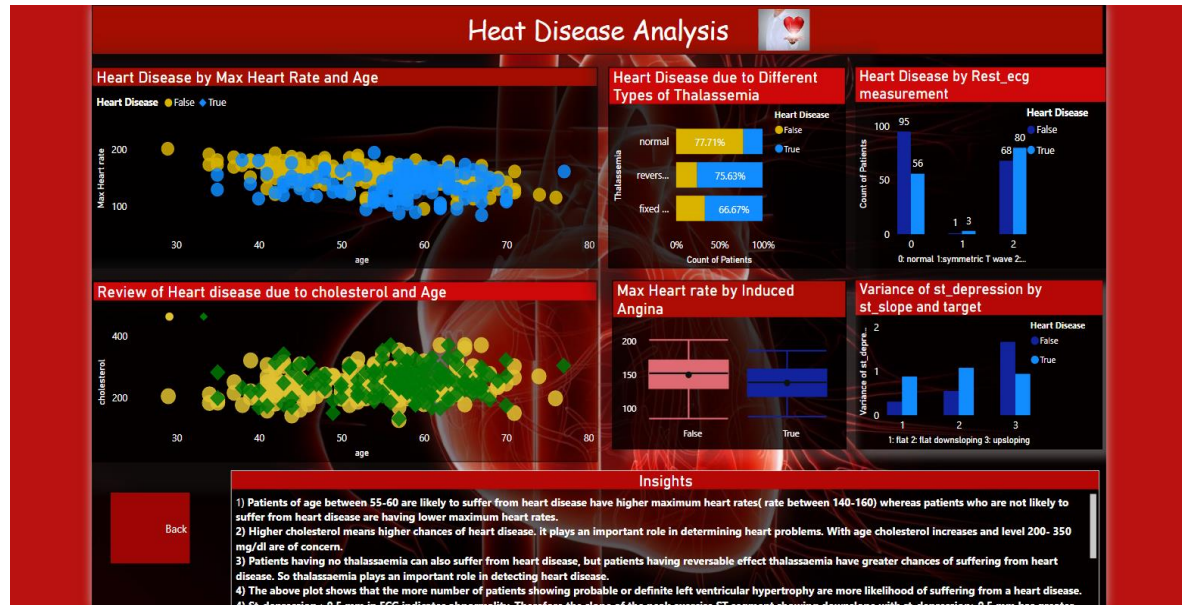 Heat Disease Analysis
Heart Disease by Max Heart Rate and Age
Heart Disease False True
Max Heart rate
200
100
30 40 50 60 70 80
age
Heart Disease due to Different
Types of Thalassemia
Heart Disease
False
True
Thalassemia
normal 77.71%
revers... 75.63%
fixed ... 66.67%
0% 50% 100%
Count of Patients
Heart Disease by Rest_ecg
measurement
Heart Disease
False
True
Count of Patients
100
50
0
95 56
1 3
68 80
0 1 2
0: normal 1:symmetric T wave 2:...
Review of Heart disease due to cholesterol and Age
cholesterol
400
200
30 40 50 60 70 80
age
Max Heart rate by Induced
Angina
200
150
100
False True
Variance of st_depression by
st_slope and target
Heart Disease
False
True
Variance of st_depre...
2
1
0
1 2 3
1: flat 2: flat downsloping 3: upsloping
Back
Insights
1) Patients of age between 55-60 are likely to suffer from heart disease have higher maximum heart rates( rate between 140-160) whereas patients who are not likely to
suffer from heart disease are having lower maximum heart rates.
2) Higher cholesterol means higher chances of heart disease. it plays an important role in determining heart problems. With age cholesterol increases and level 200- 350
mg/dl are of concern.
3) Patients having no thalassaemia can also suffer from heart disease, but patients having reversable effect thalassaemia have greater chances of suffering from heart
disease. So thalassaemia plays an important role in detecting heart disease.
4) The above plot shows that the more number of patients showing probable or definite left ventricular hypertrophy are more likelihood of suffering from a heart disease.